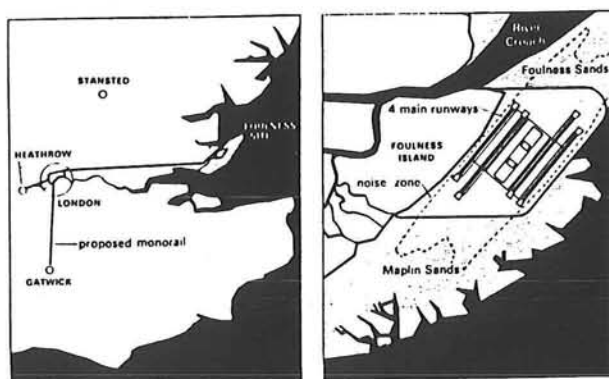 STANSTED
FOULNESS
SITE
HEATHROW
LONDON
proposed monorail
GATWICK
River
Crouch
Foulness Sands
4 main runways
FOULNESS
ISLAND
noise zone
Maplin Sands